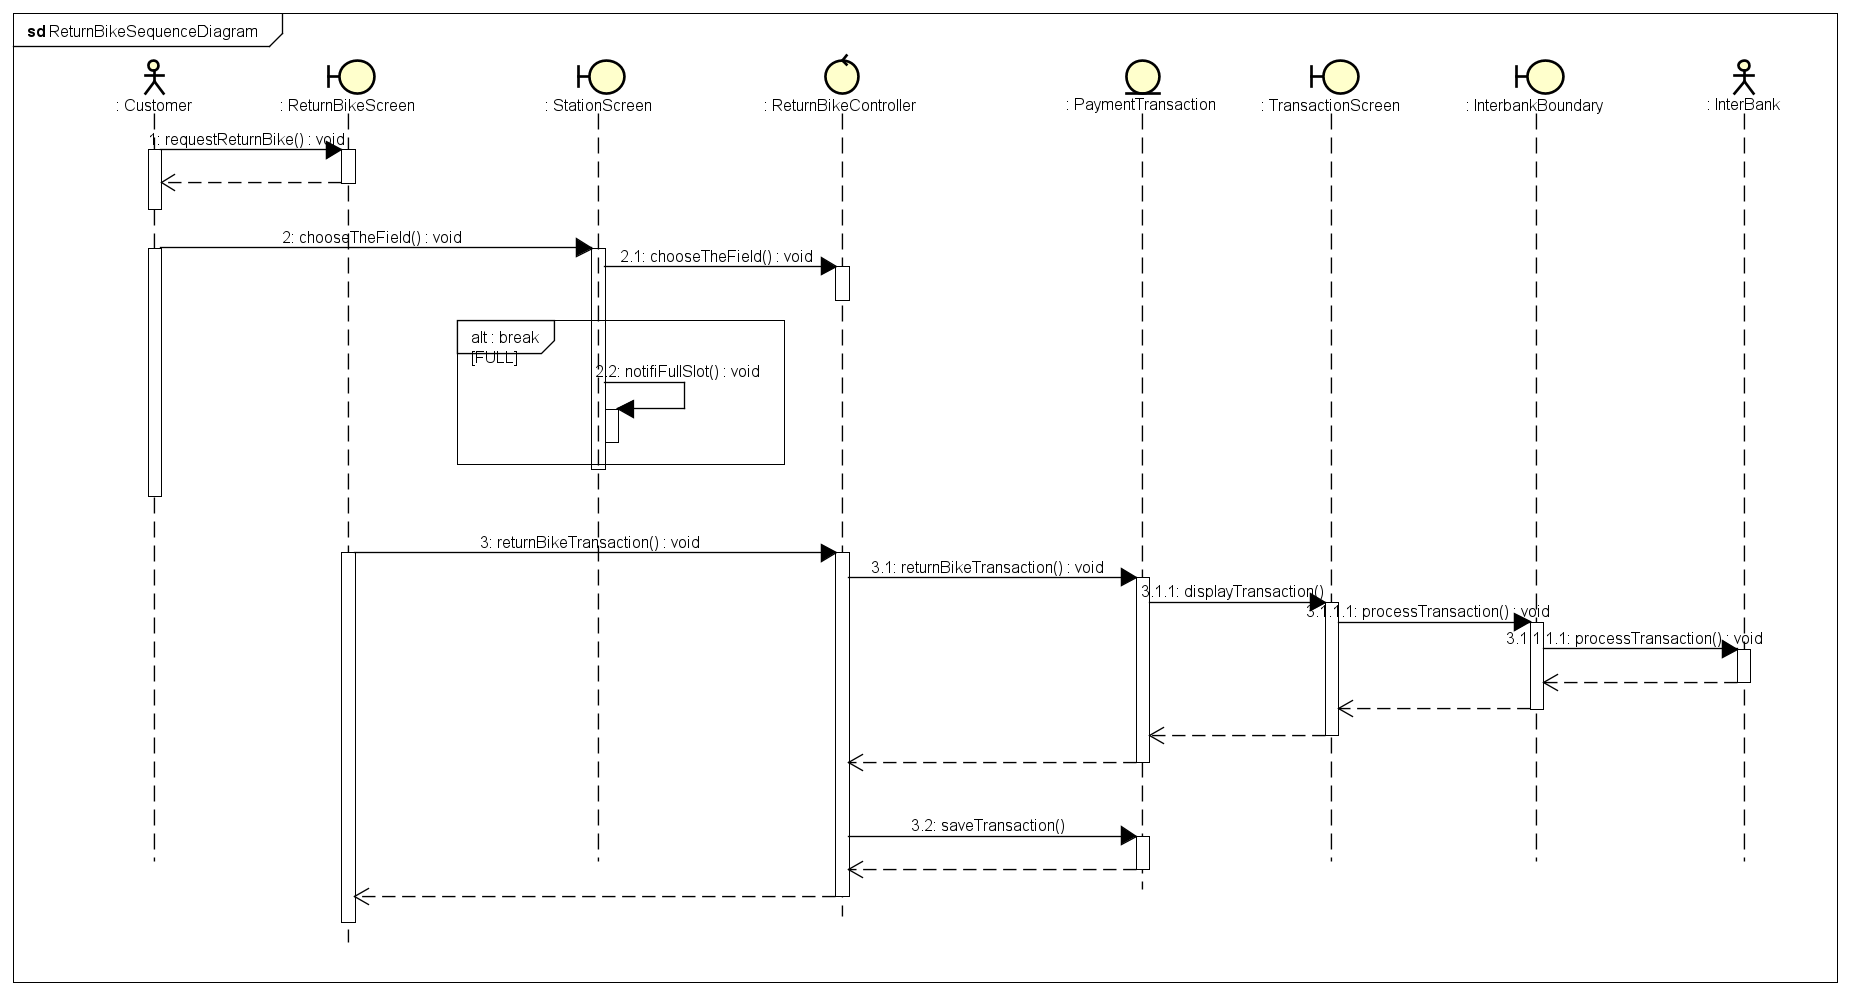 sd ReturnBikeSequenceDiagram
: Customer
: ReturnBikeScreen
: StationScreen
: ReturnBikeController
: PaymentTransaction
: TransactionScreen
: InterbankBoundary
: InterBank
1: requestReturnBike() : void
2: chooseTheField() : void
2.1: chooseTheField() : void
alt : break
[FULL]
2.2: notifiFullSlot() : void
3: returnBikeTransaction() : void
3.1: returnBikeTransaction() : void
3.1.1: displayTransaction()
3.1.1.1: processTransaction() : void
3.1.1.1.1: processTransaction() : void
3.2: saveTransaction()